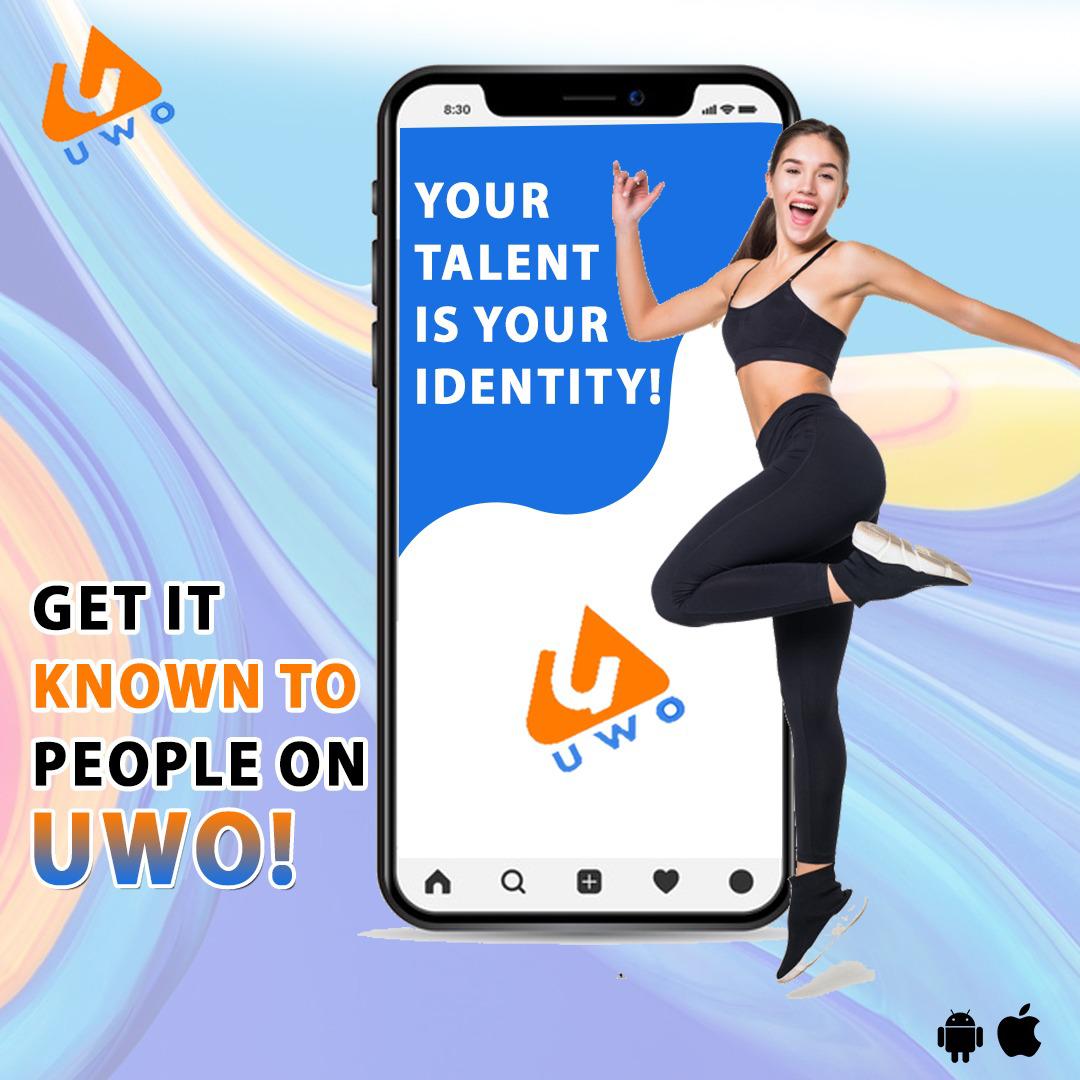 UWO
8:30
YOUR
TALENT
IS YOUR
IDENTITY!
GET IT
KNOWN TO
PEOPLE ON
UWO!
UWO